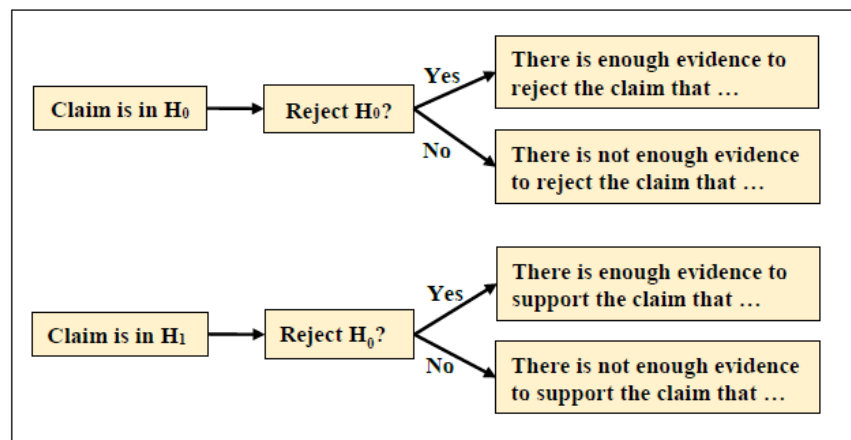 Claim is in H₀
Reject H₀?
Yes
There is enough evidence to
reject the claim that …
No
There is not enough evidence
to reject the claim that …
Claim is in H₁
Reject H₀?
Yes
There is enough evidence to
support the claim that …
No
There is not enough evidence
to support the claim that …